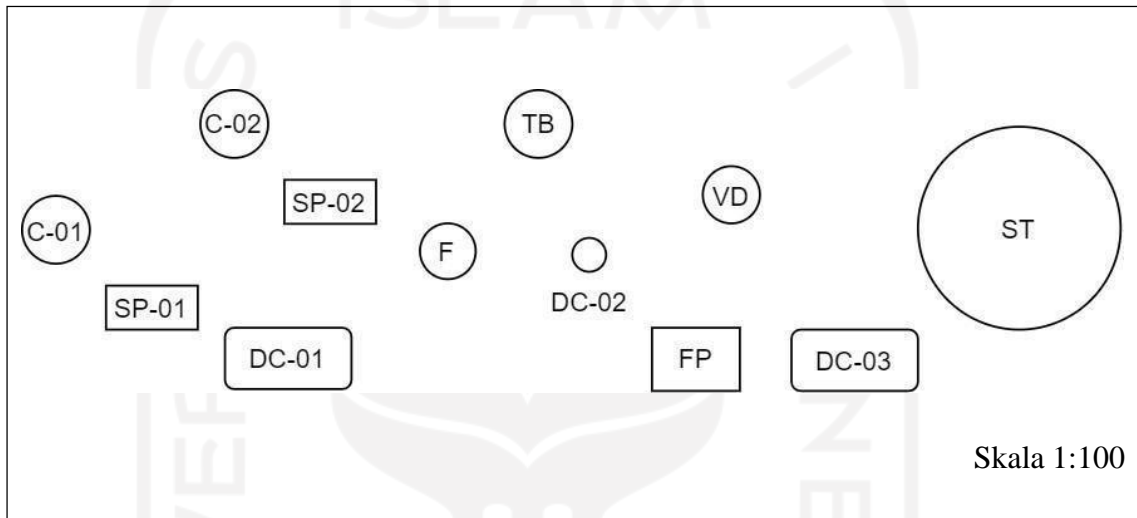 ISLAM
C-02
TB
VD
SP-02
C-01
ST
F
DC-02
SP-01
DC-01
FP
DC-03
Skala 1:100